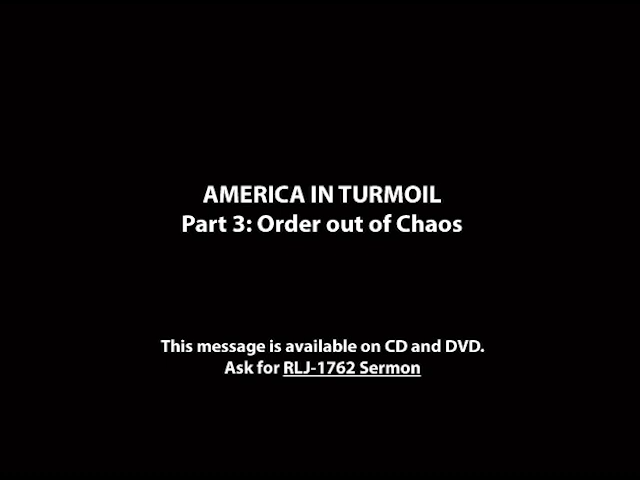 AMERICA IN TURMOIL
Part 3: Order out of Chaos
This message is available on CD and DVD.
Ask for RLJ-1762 Sermon